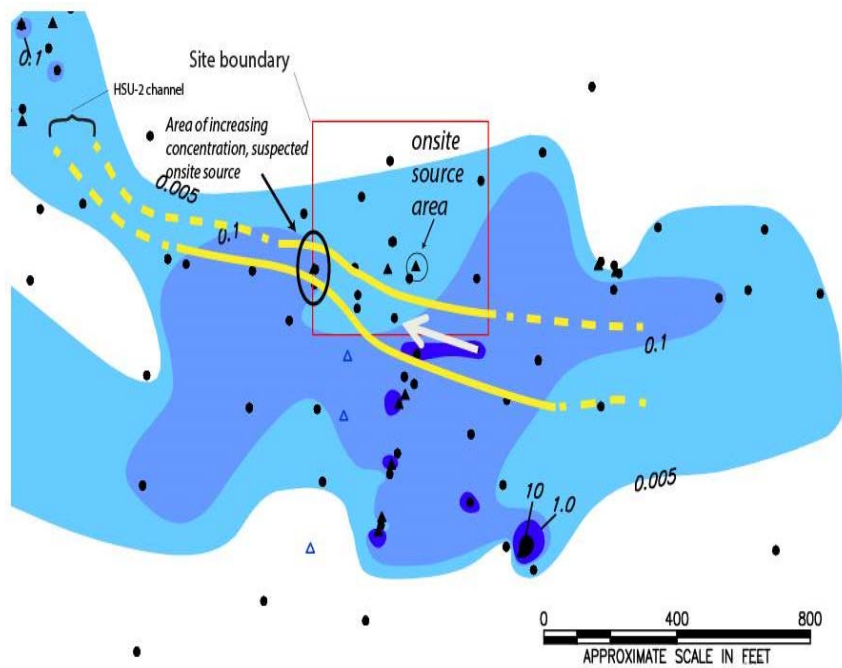 0.1
Site boundary
HSU-2 channel
Area of increasing
concentration, suspected
onsite source
onsite
source
area
0.005
0.1
0.1
0.005
10
1.0
0 400 800
APPROXIMATE SCALE IN FEET